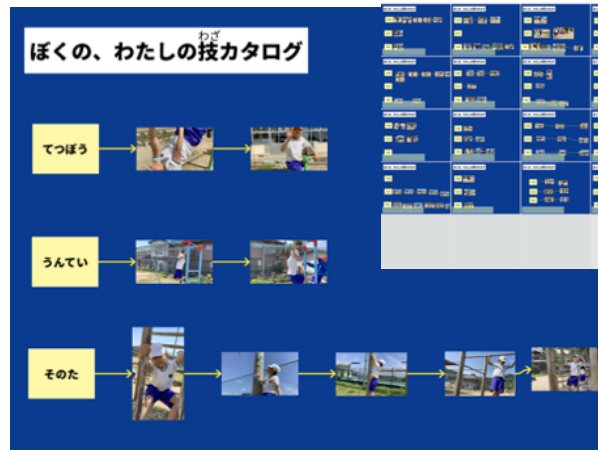 わざ
ぼくの、わたしの技カタログ
てつぼう
うんてい
そのた